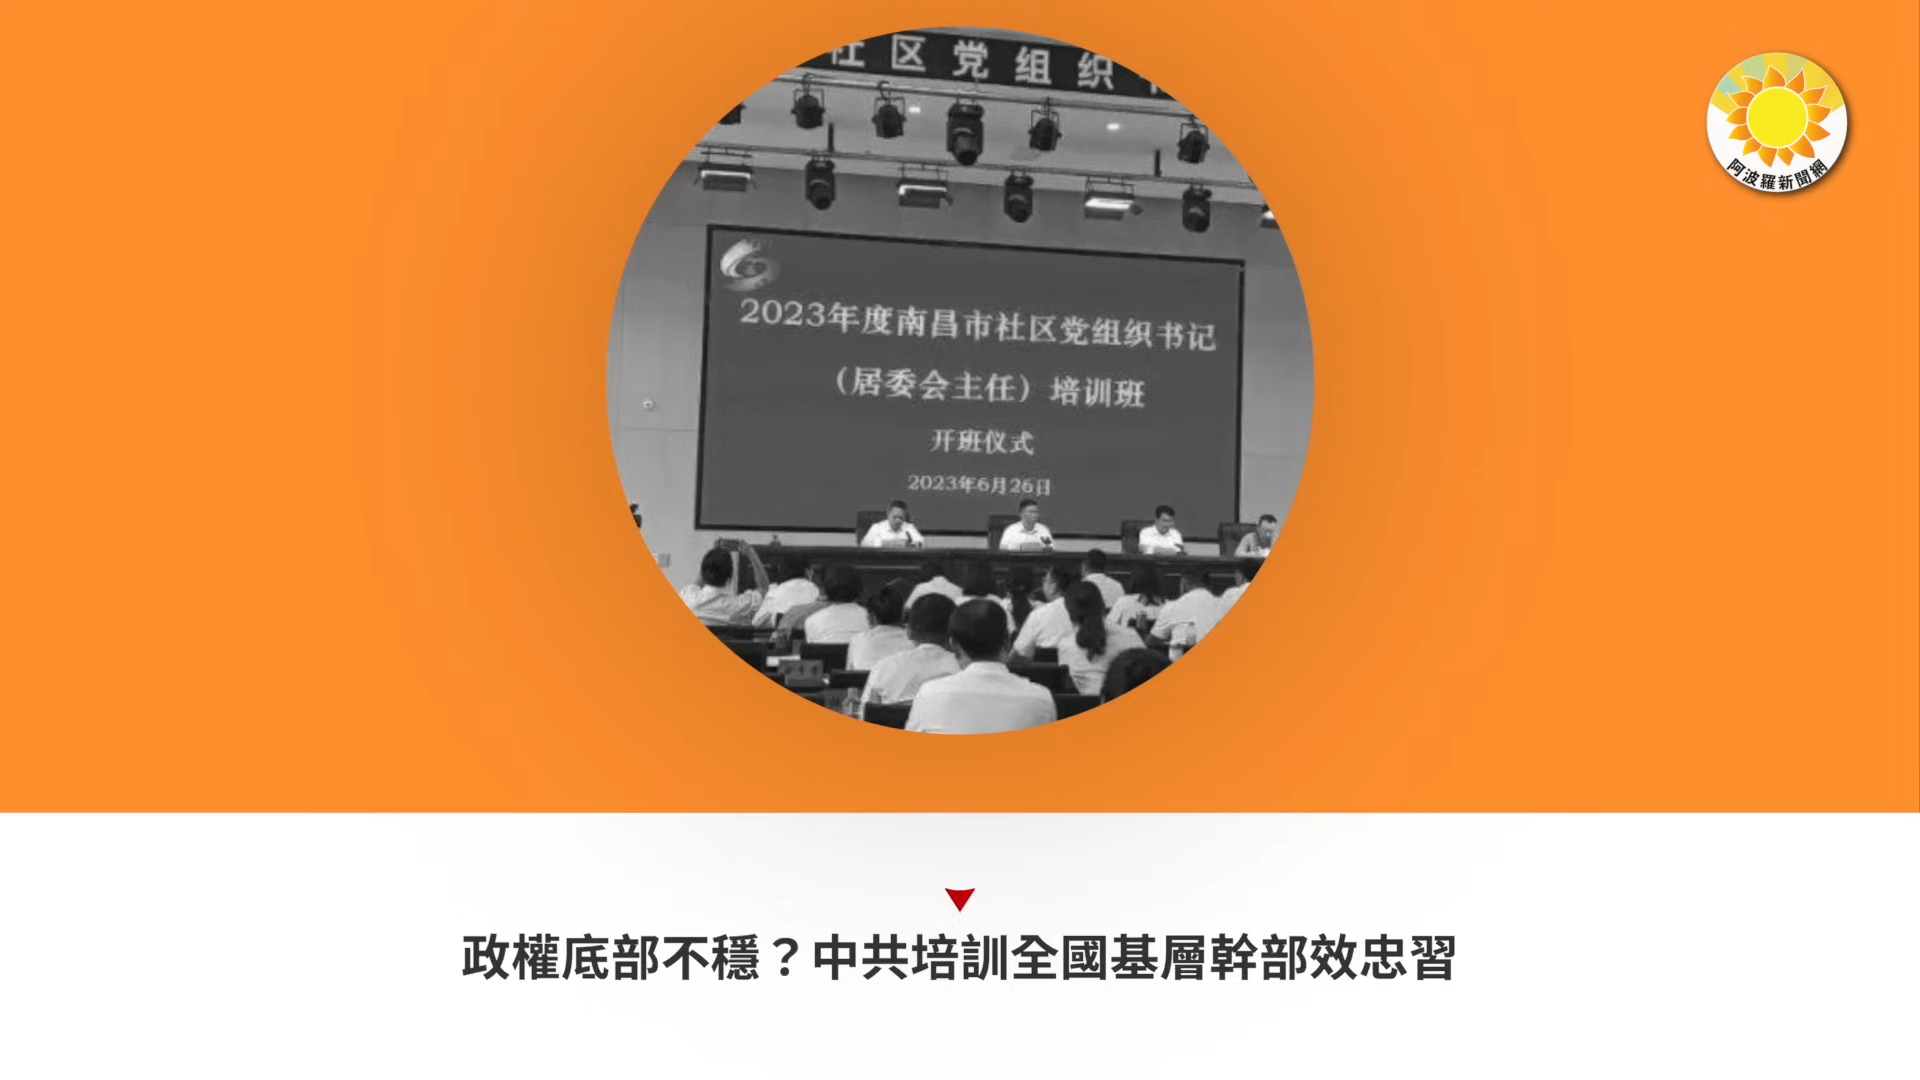 社区党组织
阿波羅新聞網
2023年度南昌市社区党组织书记
（居委会主任）培训班
开班仪式
2023年6月26日
政權底部不穩？中共培訓全國基層幹部效忠習